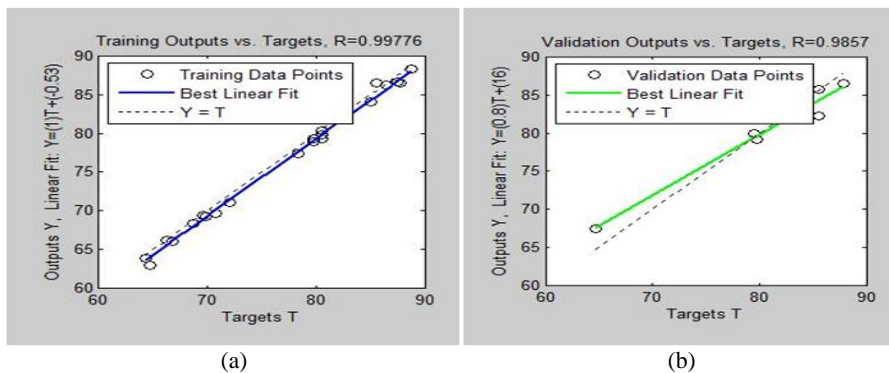 Training Outputs vs. Targets, R=0.99776
90
85
80
75
70
65
60
Outputs Y, Linear Fit: Y=(1)T+(-0.53)
Training Data Points
Best Linear Fit
Y = T
60 70 80 90
Targets T
(a)
Validation Outputs vs. Targets, R=0.9857
90
85
80
75
70
65
60
Outputs Y, Linear Fit: Y=(0.8)T+(16)
Validation Data Points
Best Linear Fit
Y = T
60 70 80 90
Targets T
(b)